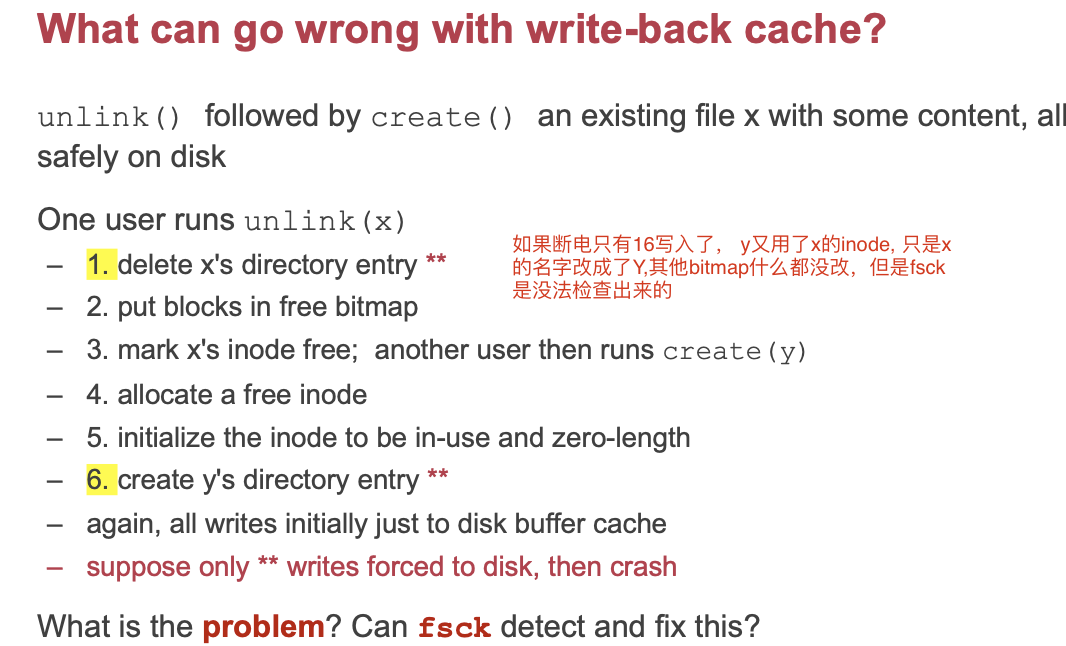 What can go wrong with write-back cache?
unlink() followed by create() an existing file x with some content, all
safely on disk
One user runs unlink(x)
– 1. delete x's directory entry **
如果断电只有16写入了， y又用了x的inode, 只是x
的名字改成了Y,其他bitmap什么都没改，但是fsck
是没法检查出来的
– 2. put blocks in free bitmap
– 3. mark x's inode free; another user then runs create(y)
– 4. allocate a free inode
– 5. initialize the inode to be in-use and zero-length
– 6. create y's directory entry **
– again, all writes initially just to disk buffer cache
– suppose only ** writes forced to disk, then crash
What is the problem? Can fsck detect and fix this?